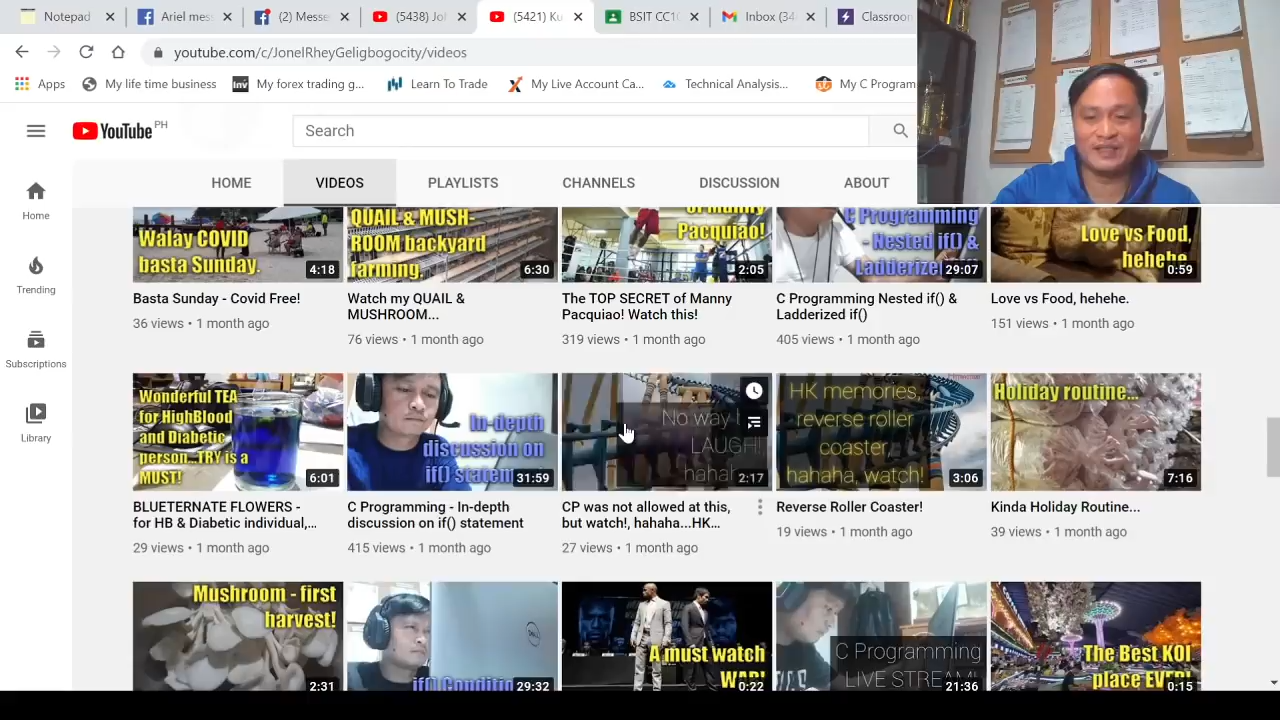 Notepad
Ariel mes
(2) Messe
(5438) Jo
(5421) Ku
BSIT CC1
Inbox (34
Classroon
youtube.com/c/JonelRheyGeligbogocity/videos
Apps
My life time business
Inv
My forex trading g...
Learn To Trade
My Live Account Ca...
Technical Analysis...
My C Program
YouTube PH
Search
HOME
VIDEOS
PLAYLISTS
CHANNELS
DISCUSSION
ABOUT
Home
Trending
Subscriptions
Library
Walay COVID
basta Sunday.
4:18
QUAIL & MUSH-
ROOM backyard
farming.
6:30
of Manny
Pacquiao!
2:05
C Programming
- Nested if() &
Ladderized if()
29:07
Love vs Food,
hehehe.
0:59
Basta Sunday - Covid Free!
36 views • 1 month ago
Watch my QUAIL &
MUSHROOM...
76 views • 1 month ago
The TOP SECRET of Manny
Pacquiao! Watch this!
319 views • 1 month ago
C Programming Nested if() &
Ladderized if()
405 views • 1 month ago
Love vs Food, hehehe.
151 views • 1 month ago
Wonderful TEA
for HighBlood
and Diabetic
person...TRY is a
MUST!
6:01
In-depth
discussion on
if() statem
31:59
No way
LAUGH!,
hahah
2:17
HK memories,
reverse roller
coaster,
hahaha, watch!
3:06
Holiday routine...
7:16
BLUETERNATE FLOWERS -
for HB & Diabetic individual,...
29 views • 1 month ago
C Programming - In-depth
discussion on if() statement
415 views • 1 month ago
CP was not allowed at this,
but watch!, hahaha...HK...
27 views • 1 month ago
Reverse Roller Coaster!
19 views • 1 month ago
Kinda Holiday Routine...
39 views • 1 month ago
Mushroom - first
harvest!
2:31
DELL
if() Conditi
29:32
A must watch
WAR!
0:22
C Programming
LIVE STREAM!
21:36
The Best KOI
place EVER!
0:15